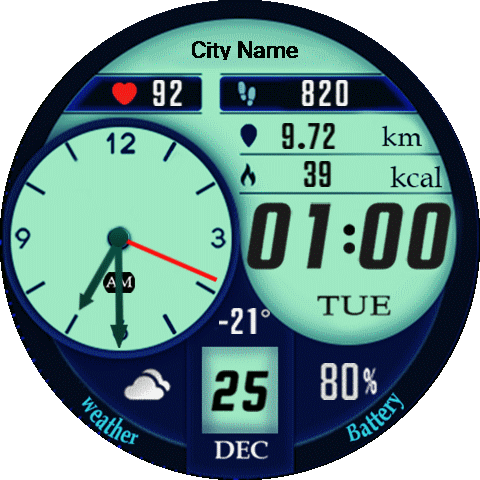 City Name
92
820
9.72 km
39 kcal
12
9
3
AM
6
01:00
TUE
-21°
25
DEC
80%
weather
Battery